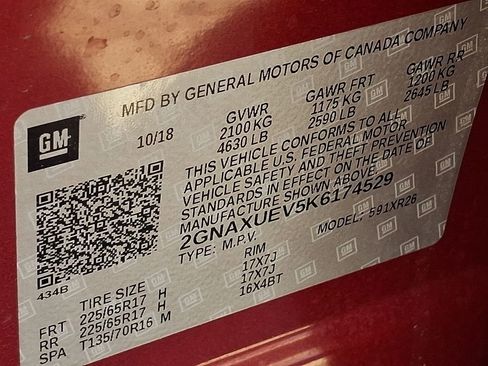 MFD BY GENERAL MOTORS OF CANADA COMPANY
GM
10/18
GVWR GAWR FRT GAWR RR
2100 KG 1175 KG 1200 KG
4630 LB 2590 LB 2645 LB
THIS VEHICLE CONFORMS TO ALL
APPLICABLE U.S. FEDERAL MOTOR
VEHICLE SAFETY AND THEFT PREVENTION
STANDARDS IN EFFECT ON THE DATE OF
MANUFACTURE SHOWN ABOVE.
2GNAXUEV5K6174529
TYPE: M.P.V. MODEL: 591XR26
434B
TIRE SIZE RIM
FRT 225/65R17 H 17X7J
RR 225/65R17 H 17X7J
SPA T135/70R16 M 16X4BT